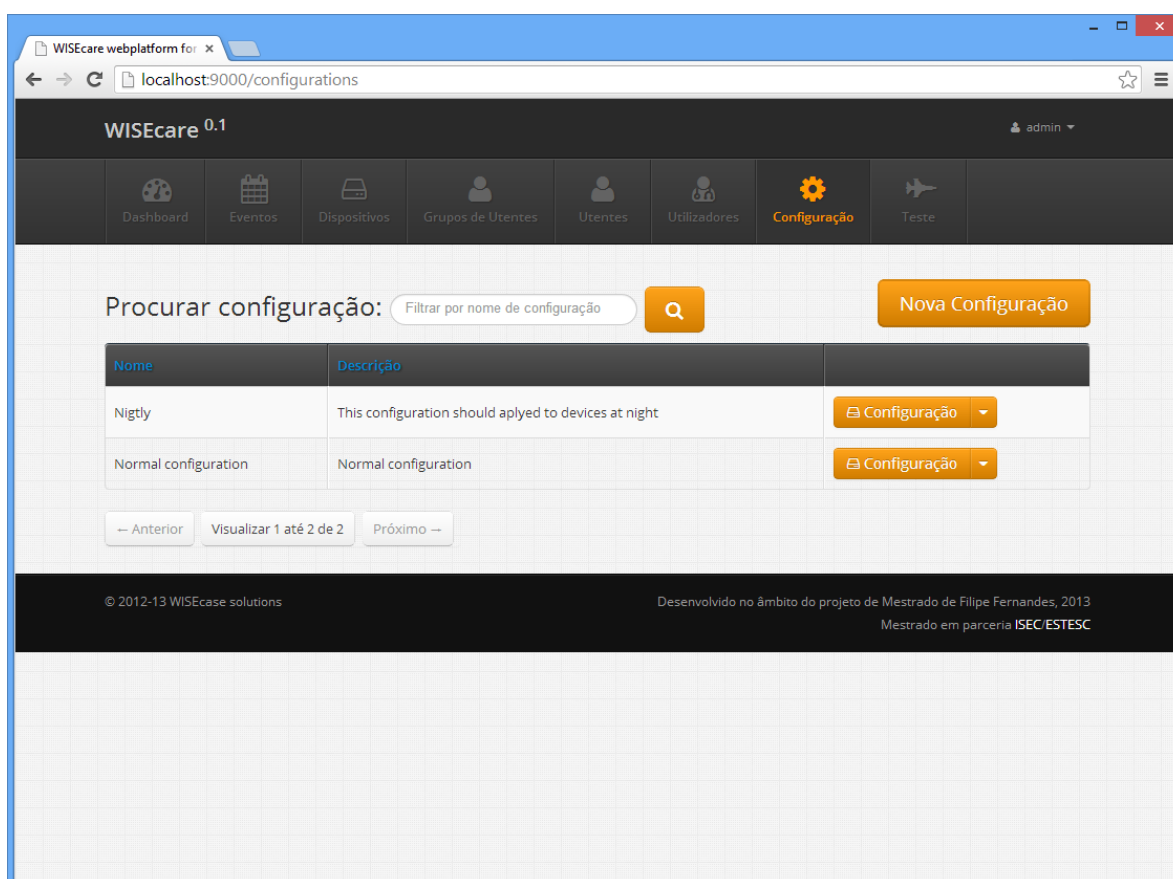 WISEcare webplatform for
localhost:9000/configurations
WISEcare 0.1
admin
Dashboard
Eventos
Dispositivos
Grupos de Utentes
Utentes
Utilizadores
Configuração
Teste
Procurar configuração:
Filtrar por nome de configuração
Nova Configuração
Nome
Descrição
Nigtly
This configuration should aplyed to devices at night
Configuração
Normal configuration
Normal configuration
Configuração
← Anterior
Visualizar 1 até 2 de 2
Próximo →
© 2012-13 WISEcase solutions
Desenvolvido no âmbito do projeto de Mestrado de Filipe Fernandes, 2013
Mestrado em parceria ISEC/ESTESC